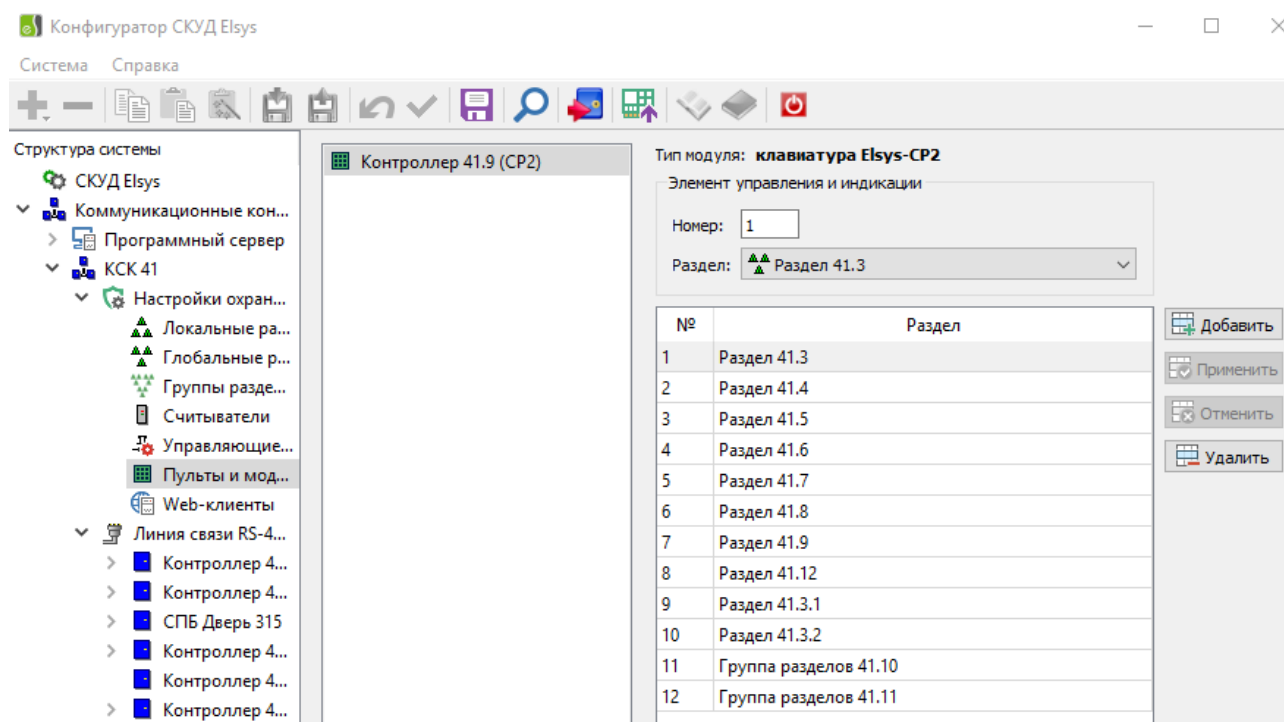 Конфигуратор СКУД Elsys
Система Справка
Структура системы
СКУД Elsys
Коммуникационные кон...
Программный сервер
КСК 41
Настройки охран...
Локальные ра...
Глобальные р...
Группы разде...
Считыватели
Управляющие...
Пульты и мод...
Web-клиенты
Линия связи RS-4...
Контроллер 4...
Контроллер 4...
СПБ Дверь 315
Контроллер 4...
Контроллер 4...
Контроллер 4...
Контроллер 41.9 (CP2)
Тип модуля: клавиатура Elsys-CP2
Элемент управления и индикации
Номер: 1
Раздел: Раздел 41.3
№ Раздел
1 Раздел 41.3
2 Раздел 41.4
3 Раздел 41.5
4 Раздел 41.6
5 Раздел 41.7
6 Раздел 41.8
7 Раздел 41.9
8 Раздел 41.12
9 Раздел 41.3.1
10 Раздел 41.3.2
11 Группа разделов 41.10
12 Группа разделов 41.11
Добавить
Применить
Отменить
Удалить